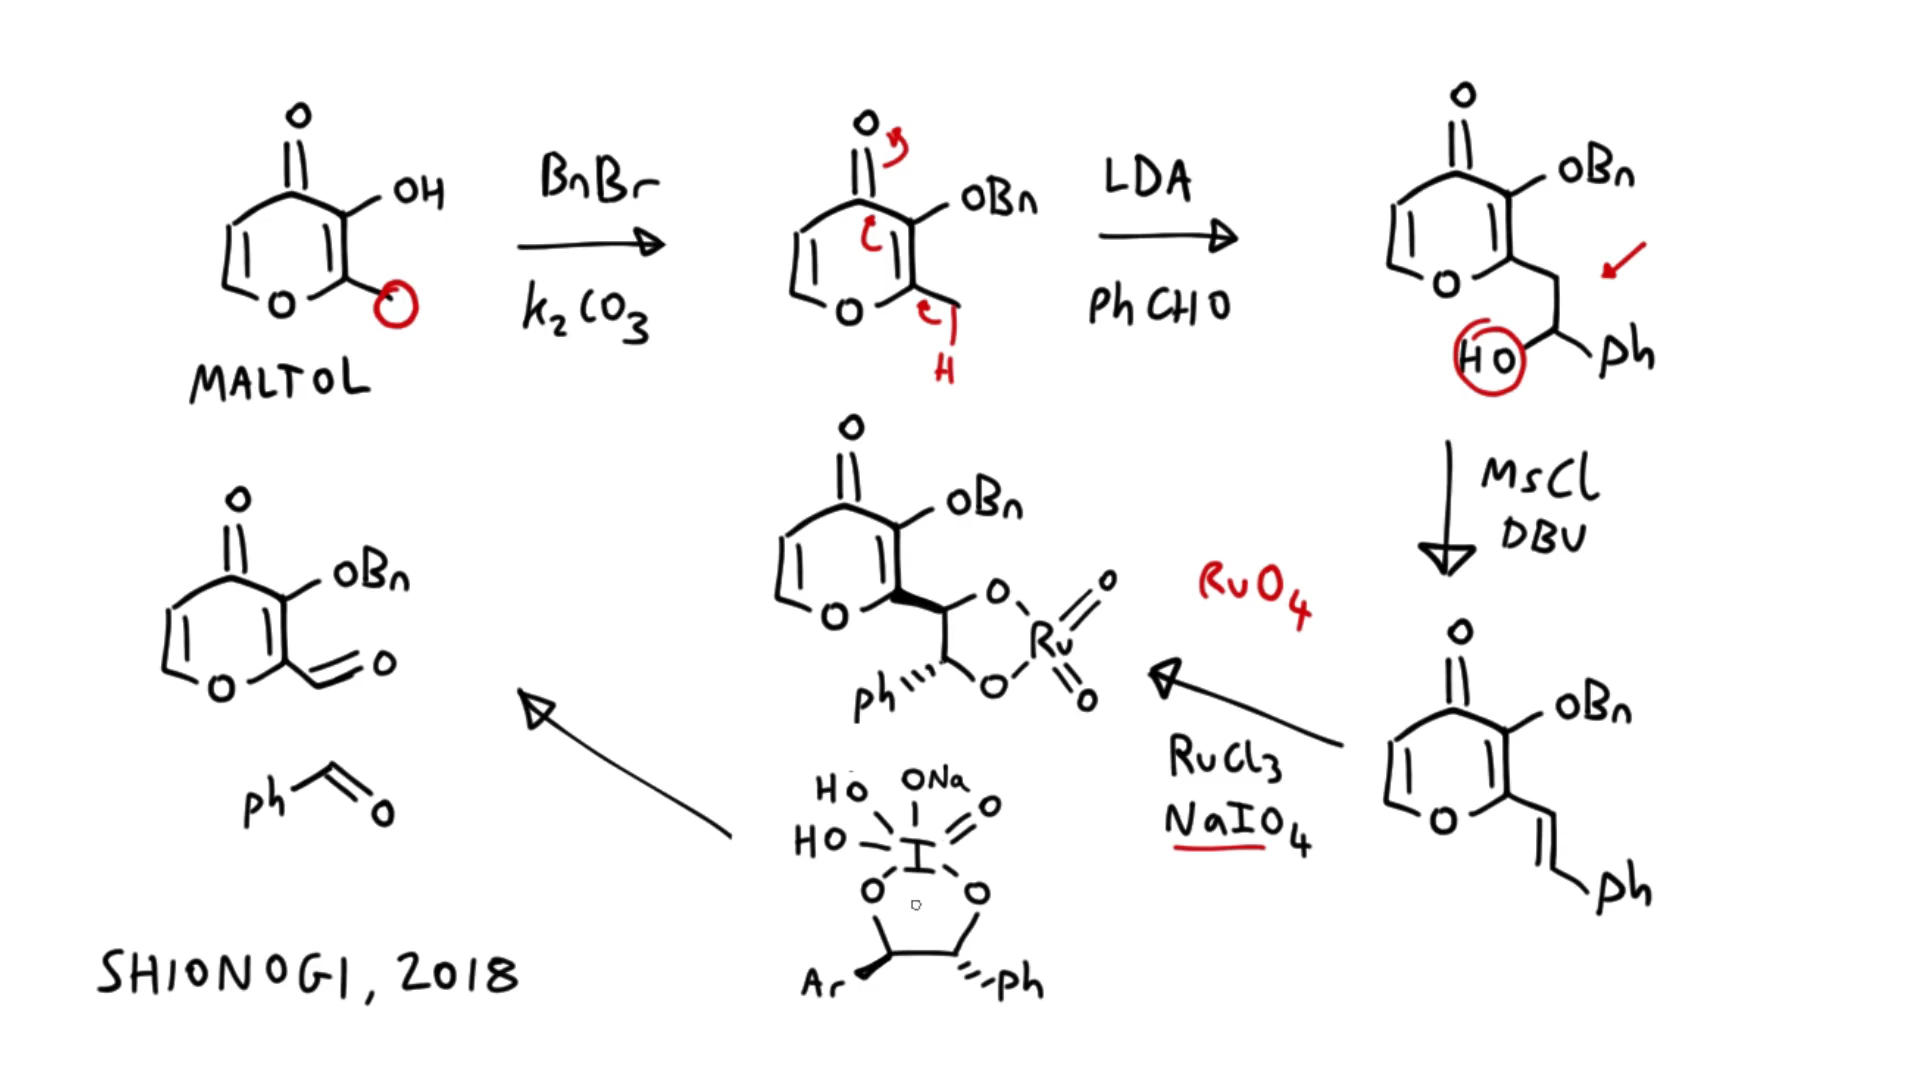 O
OH
O
MALTOL
BnBr
K₂CO₃
O
OBn
O
H
LDA
PhCHO
O
OBn
O
HO
Ph
MsCl
DBU
O
OBn
O
Ph
RuO₄
RuCl₃
NaIO₄
O
OBn
O
O
O
Ru
O
O
Ph
HO
ONa
O
HO
I
O
O
Ar
Ph
O
OBn
O
O
Ph
O
SHIONOGI, 2018